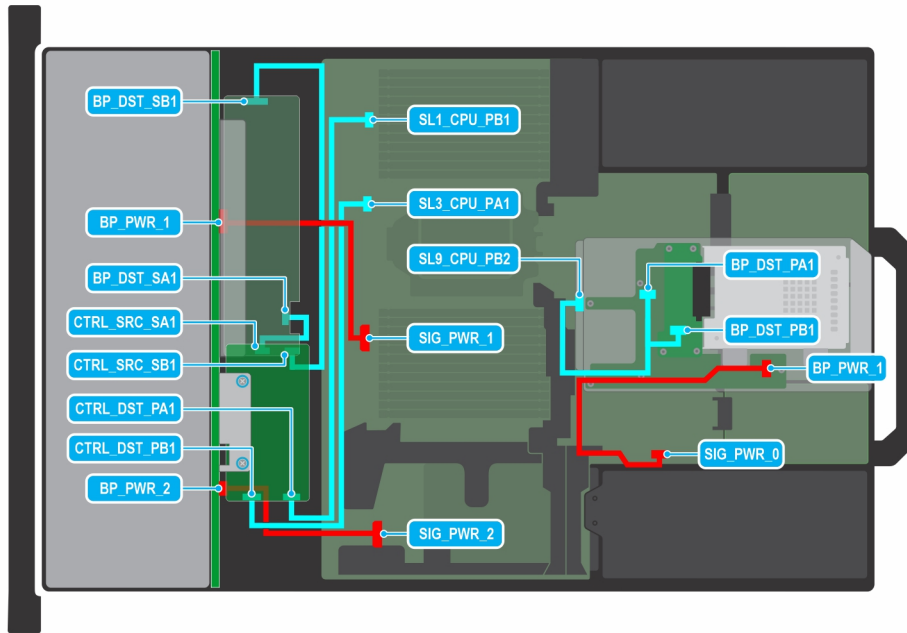 BP_DST_SB1
SL1_CPU_PB1
SL3_CPU_PA1
BP_PWR_1
SL9_CPU_PB2
BP_DST_PA1
BP_DST_SA1
CTRL_SRC_SA1
SIG_PWR_1
BP_DST_PB1
CTRL_SRC_SB1
BP_PWR_1
CTRL_DST_PA1
CTRL_DST_PB1
SIG_PWR_0
BP_PWR_2
SIG_PWR_2